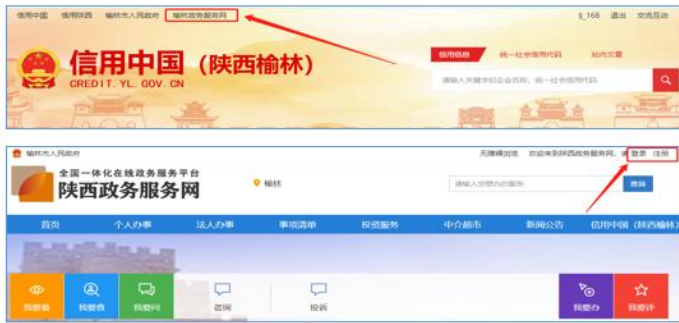 信用中国 信用陕西 榆林市人民政府 榆林政务服务网
退出 交流互动
信用中国（陕西榆林）
CREDIT. YL. GOV. CN
信用信息 统一社会信用代码 站内文章
请输入关键字如企业名称、统一社会信用代码
榆林市人民政府 无障碍浏览 欢迎来到陕西政务服务网，请 登录 注册
全国一体化在线政务服务平台
陕西政务服务网
榆林
请输入您想办的服务 查询
首页 个人办事 法人办事 事项清单 投资服务 中介超市 新闻公告 信用中国（陕西榆林）
我要看 我要查 我要问 咨询 投诉 我要办 我要评